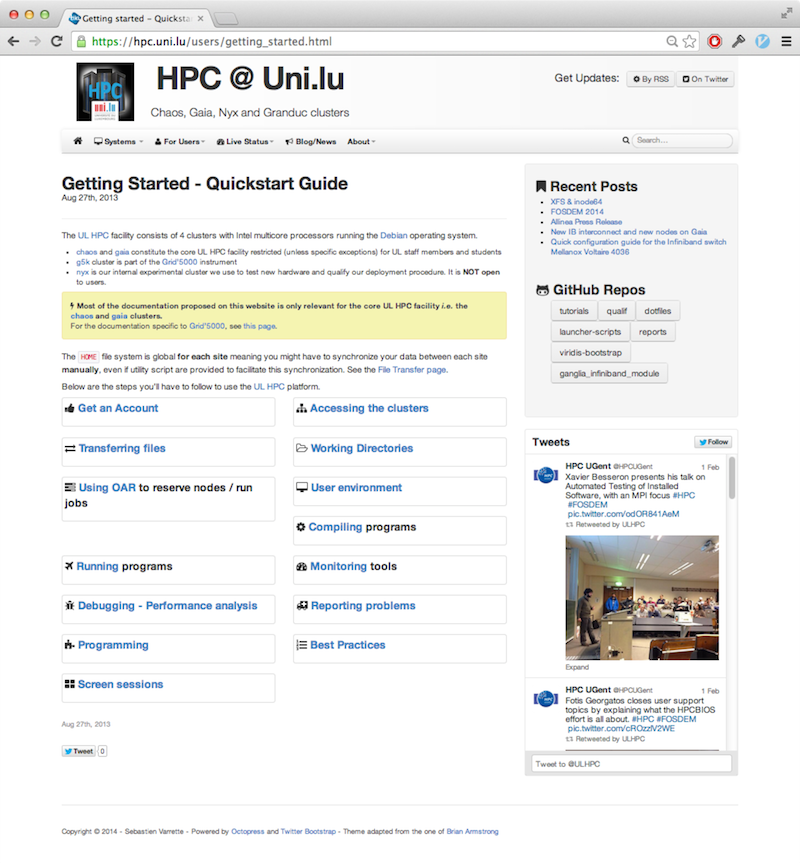 Getting started - Quicksta
https://hpc.uni.lu/users/getting_started.html
HPC
uni.lu
HPC @ Uni.lu
Chaos, Gaia, Nyx and Granduc clusters
Get Updates: By RSS On Twitter
Systems For Users Live Status Blog/News About Search...
Getting Started - Quickstart Guide
Aug 27th, 2013
The UL HPC facility consists of 4 clusters with Intel multicore processors running the Debian operating system.
• chaos and gaia constitute the core UL HPC facility restricted (unless specific exceptions) for UL staff members and students
• g5k cluster is part of the Grid'5000 instrument
• nyx is our internal experimental cluster we use to test new hardware and qualify our deployment procedure. It is NOT open
to users.
Most of the documentation proposed on this website is only relevant for the core UL HPC facility i.e. the
chaos and gaia clusters.
For the documentation specific to Grid'5000, see this page.
The HOME file system is global for each site meaning you might have to synchronize your data between each site
manually, even if utility script are provided to facilitate this synchronization. See the File Transfer page.
Below are the steps you'll have to follow to use the UL HPC platform.
Get an Account
Accessing the clusters
Transferring files
Working Directories
Using OAR to reserve nodes / run
jobs
User environment
Compiling programs
Running programs
Monitoring tools
Debugging - Performance analysis
Reporting problems
Programming
Best Practices
Screen sessions
Aug 27th, 2013
Tweet 0
Recent Posts
• XFS & inode64
• FOSDEM 2014
• Allinea Press Release
• New IB interconnect and new nodes on Gaia
• Quick configuration guide for the Infiniband switch
Mellanox Voltaire 4036
GitHub Repos
tutorials qualif dotfiles
launcher-scripts reports
viridis-bootstrap
ganglia_infiniband_module
Tweets Follow
HPC UGent @HPCUGent 1 Feb
Xavier Besseron presents his talk on
Automated Testing of Installed
Software, with an MPI focus #HPC
#FOSDEM
pic.twitter.com/odOR841AeM
Retweeted by ULHPC
Expand
HPC UGent @HPCUGent 1 Feb
Fotis Georgatos closes user support
topics by explaining what the HPCBIOS
effort is all about. #HPC #FOSDEM
pic.twitter.com/cROzzlV2WE
Retweeted by ULHPC
Tweet to @ULHPC
Copyright © 2014 - Sebastien Varrette - Powered by Octopress and Twitter Bootstrap - Theme adapted from the one of Brian Armstrong